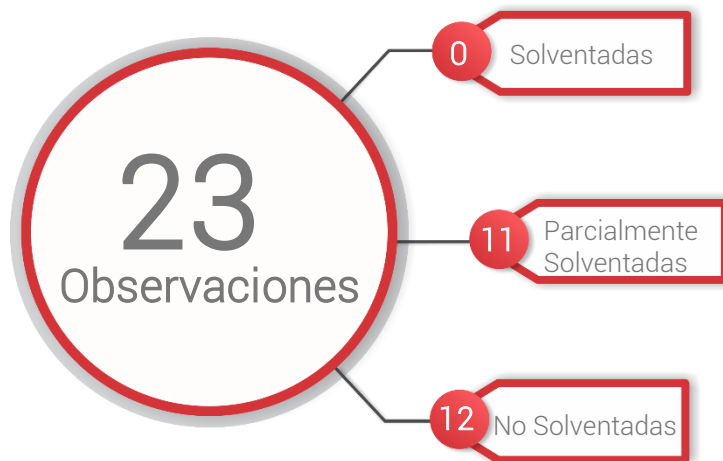 23
Observaciones
0
Solventadas
11
Parcialmente
Solventadas
12
No Solventadas